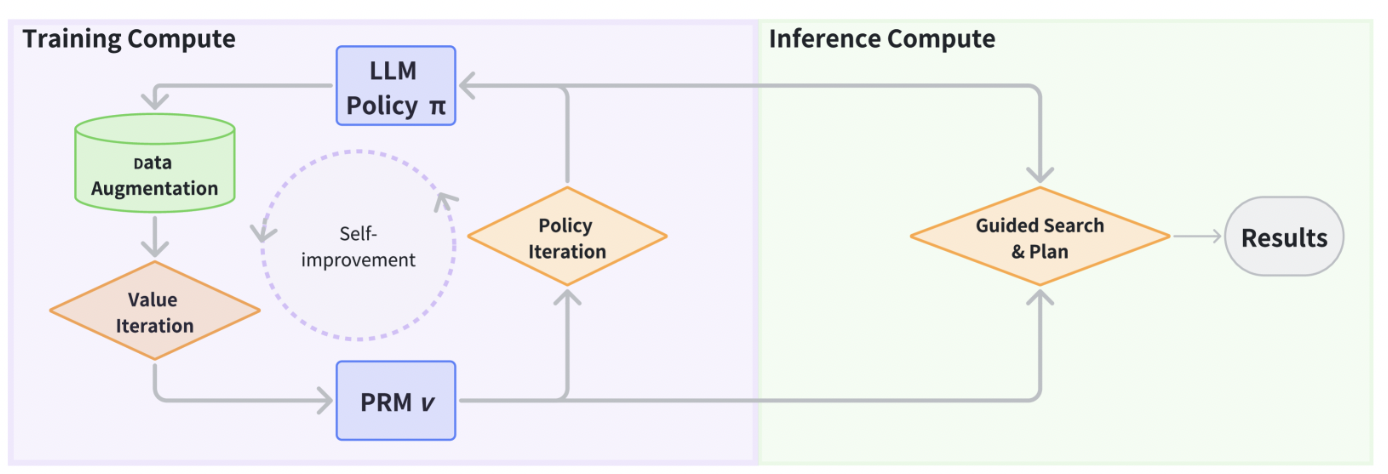 Training Compute
Inference Compute
LLM
Policy π
Data
Augmentation
Self-
improvement
Policy
Iteration
Guided Search
& Plan
Results
Value
Iteration
PRM v